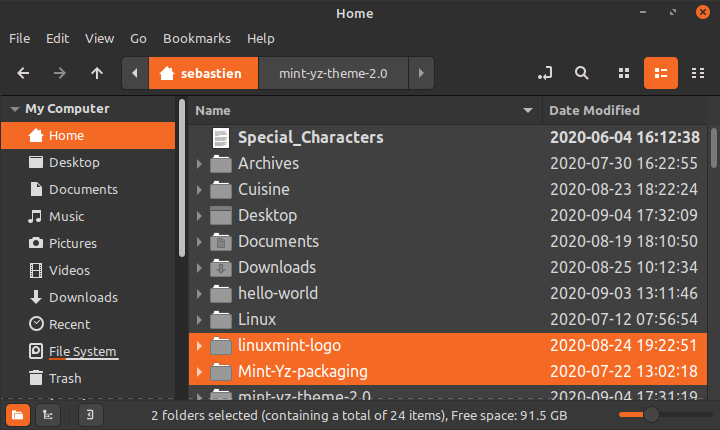 Home
File Edit View Go Bookmarks Help
sebastien mint-yz-theme-2.0
My Computer
Home
Desktop
Documents
Music
Pictures
Videos
Downloads
Recent
File System
Trash
Name Date Modified
Special_Characters 2020-06-04 16:12:38
Archives 2020-07-30 16:22:55
Cuisine 2020-08-23 18:22:24
Desktop 2020-09-04 17:32:09
Documents 2020-08-19 18:10:50
Downloads 2020-08-25 10:12:34
hello-world 2020-09-03 13:11:46
Linux 2020-07-12 07:56:54
linuxmint-logo 2020-08-24 19:22:51
Mint-Yz-packaging 2020-07-22 13:02:18
mint-yz-theme-2.0 2020-09-04 17:31:19
2 folders selected (containing a total of 24 items), Free space: 91.5 GB